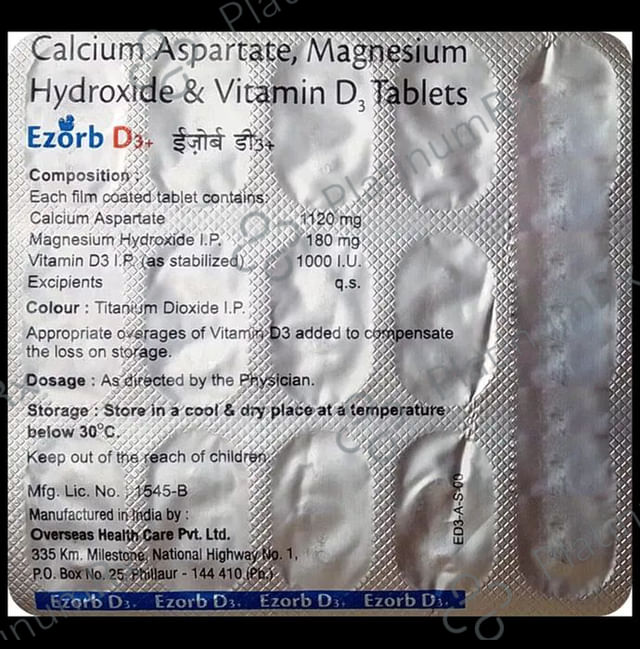 Calcium Aspartate, Magnesium
Hydroxide & Vitamin D3 Tablets
Ezorb D3+ ईज़ोर्ब डी3+
Composition :
Each film coated tablet contains:
Calcium Aspartate 1120 mg
Magnesium Hydroxide I.P. 180 mg
Vitamin D3 I.P. (as stabilized) 1000 I.U.
Excipients q.s.
Colour : Titanium Dioxide I.P.
Appropriate overages of Vitamin D3 added to compensate
the loss on storage.
Dosage : As directed by the Physician.
Storage : Store in a cool & dry place at a temperature
below 30°C.
Keep out of the reach of children.
Mfg. Lic. No. : 1545-B
Manufactured in India by :
Overseas Health Care Pvt. Ltd.
335 Km. Milestone, National Highway No. 1,
P.O. Box No. 25, Phillaur - 144 410 (Pb.)
ED3-A-S-00
Ezorb D3+ Ezorb D3+ Ezorb D3+ Ezorb D3+
PlatinumRx